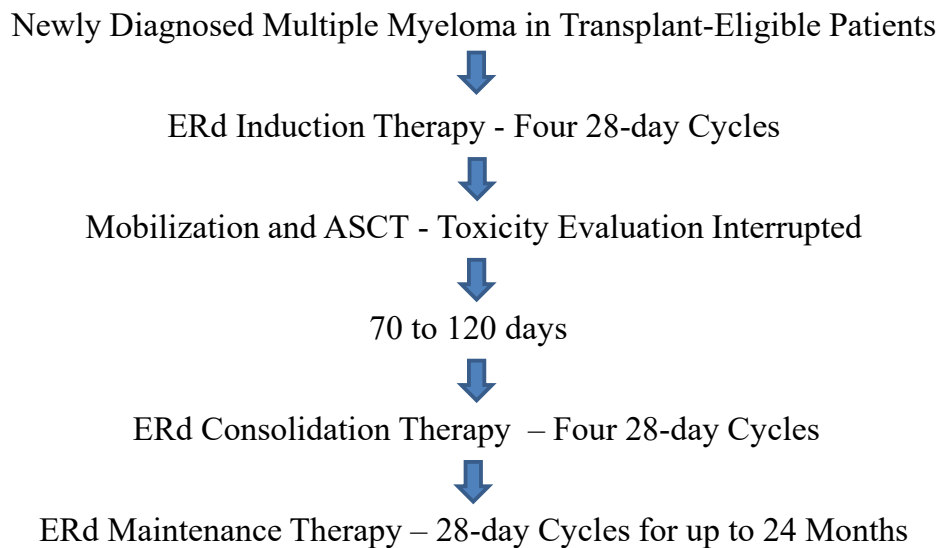 Newly Diagnosed Multiple Myeloma in Transplant-Eligible Patients
ERd Induction Therapy - Four 28-day Cycles
Mobilization and ASCT - Toxicity Evaluation Interrupted
70 to 120 days
ERd Consolidation Therapy – Four 28-day Cycles
ERd Maintenance Therapy – 28-day Cycles for up to 24 Months